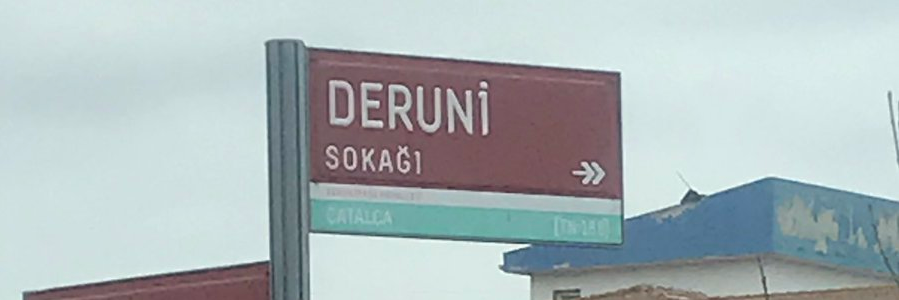 DERUNİ
SOKAĞI
ÇATALCA